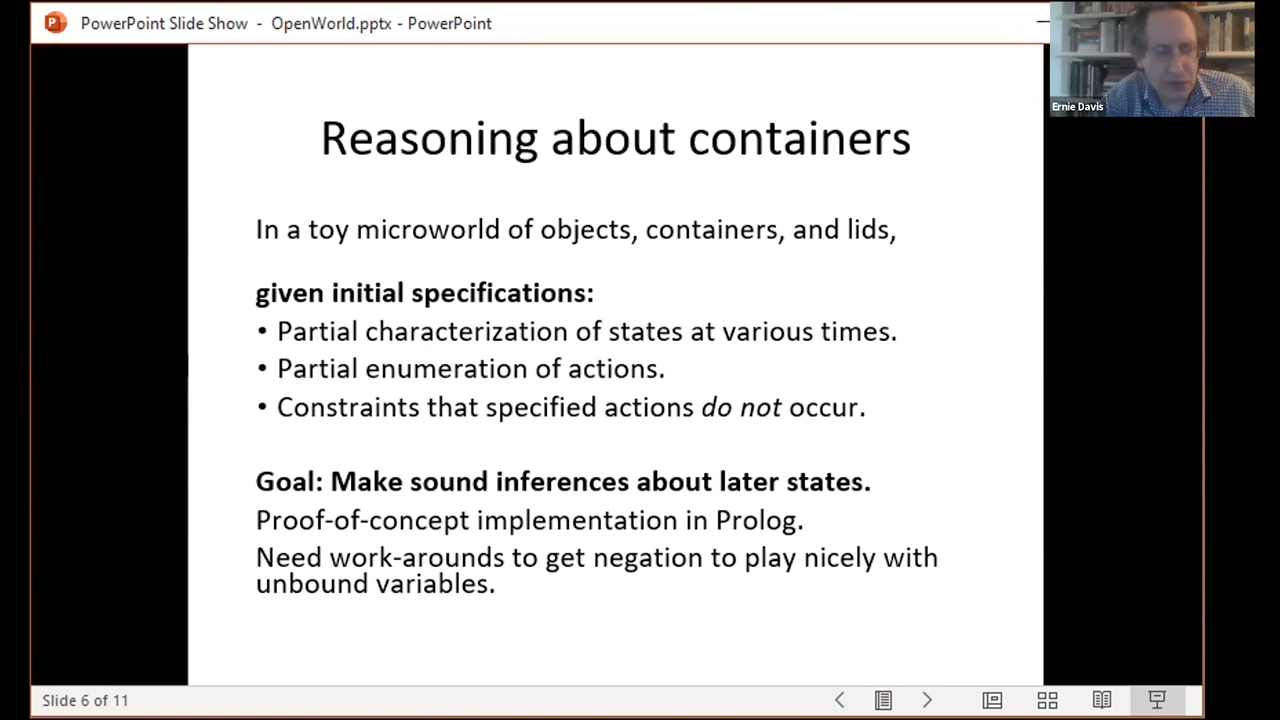 PowerPoint Slide Show - OpenWorld.pptx - PowerPoint
Ernie Davis
Reasoning about containers
In a toy microworld of objects, containers, and lids,
given initial specifications:
• Partial characterization of states at various times.
• Partial enumeration of actions.
• Constraints that specified actions do not occur.
Goal: Make sound inferences about later states.
Proof-of-concept implementation in Prolog.
Need work-arounds to get negation to play nicely with
unbound variables.
Slide 6 of 11